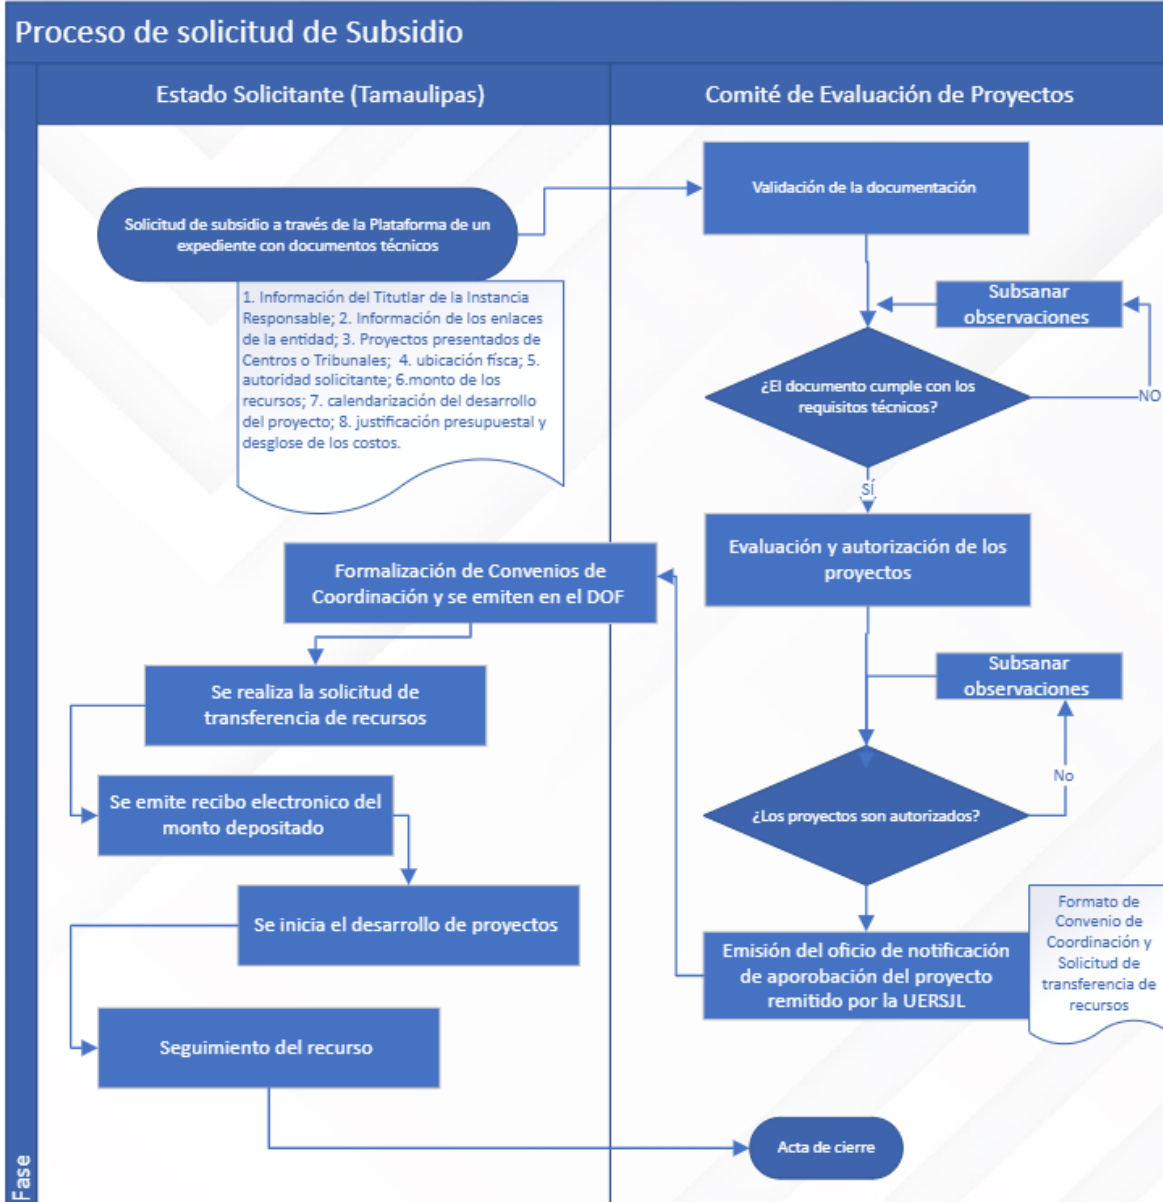 Proceso de solicitud de Subsidio
Estado Solicitante (Tamaulipas)
Comité de Evaluación de Proyectos
Solicitud de subsidio a través de la Plataforma de un
expediente con documentos técnicos
1. Información del Titutlar de la Instancia
Responsable; 2. Información de los enlaces
de la entidad; 3. Proyectos presentados de
Centros o Tribunales; 4. ubicación físca; 5.
autoridad solicitante; 6.monto de los
recursos; 7. calendarización del desarrollo
del proyecto; 8. justificación presupuestal y
desglose de los costos.
Validación de la documentación
Subsanar
observaciones
¿El documento cumple con los
requisitos técnicos?
NO
SÍ
Evaluación y autorización de los
proyectos
Subsanar
observaciones
No
¿Los proyectos son autorizados?
Emisión del oficio de notificación
de aporobación del proyecto
remitido por la UERSJL
Formato de
Convenio de
Coordinación y
Solicitud de
transferencia de
recursos
Formalización de Convenios de
Coordinación y se emiten en el DOF
Se realiza la solicitud de
transferencia de recursos
Se emite recibo electronico del
monto depositado
Se inicia el desarrollo de proyectos
Seguimiento del recurso
Acta de cierre
Fase